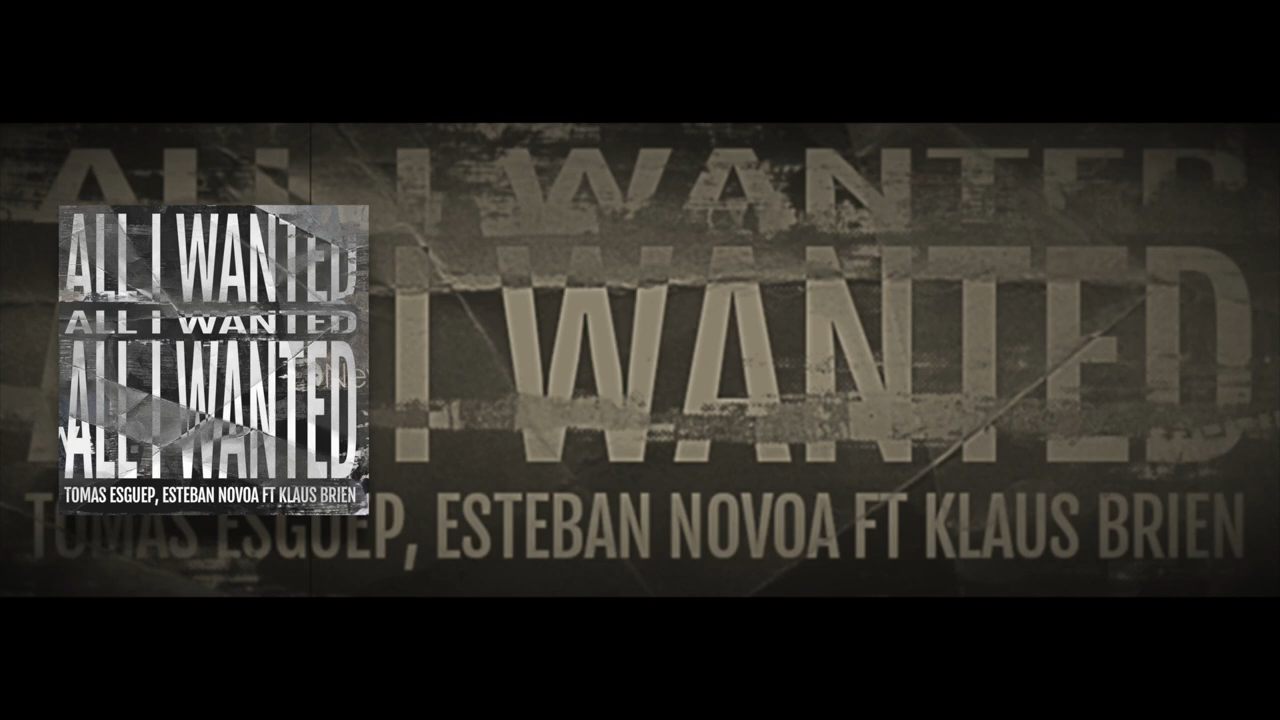 ALL I WANTED
ALL I WANTED
ALL I WANTED
TOMAS ESGUEP, ESTEBAN NOVOA FT KLAUS BRIEN
ALL I WANTED
I WANTED
TOMAS ESGUEP, ESTEBAN NOVOA FT KLAUS BRIEN